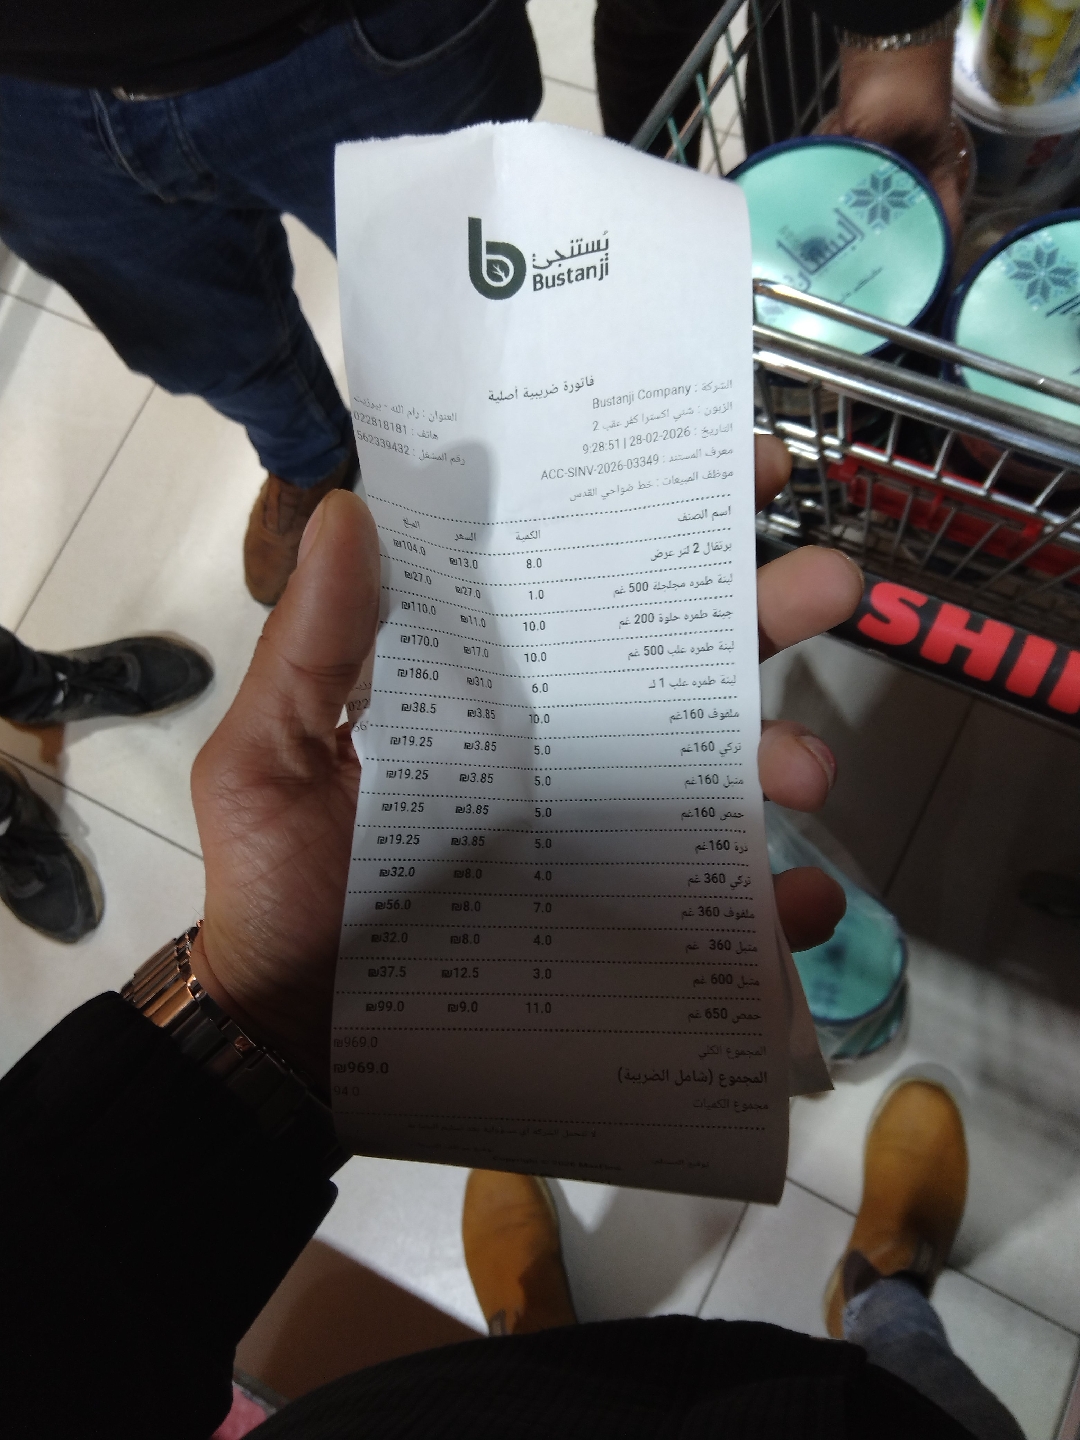 بُستنجي
Bustanji
فاتورة ضريبية أصلية
الشركة : Bustanji Company
الزبون : شني اكسترا كفر عقب 2
التاريخ : 28-02-2026 | 9:28:51
معرف المستند : ACC-SINV-2026-03349
موظف المبيعات : خط ضواحي القدس
العنوان : رام الله - بيرزيت
هاتف : 022818181
رقم المشغل : 562339432
اسم الصنف الكمية السعر المبلغ
برتقال 2 لتر عرض 8.0 ₪13.0 ₪104.0
لبنة طمره مجلجلة 500 غم 1.0 ₪27.0 ₪27.0
جبنة طمره حلوة 200 غم 10.0 ₪11.0 ₪110.0
لبنة طمره علب 500 غم 10.0 ₪17.0 ₪170.0
لبنة طمره علب 1 لـ 6.0 ₪31.0 ₪186.0
ملفوف 160غم 10.0 ₪3.85 ₪38.5
تركي 160غم 5.0 ₪3.85 ₪19.25
متبل 160غم 5.0 ₪3.85 ₪19.25
حمص 160غم 5.0 ₪3.85 ₪19.25
ذرة 160غم 5.0 ₪3.85 ₪19.25
تركي 360 غم 4.0 ₪8.0 ₪32.0
ملفوف 360 غم 7.0 ₪8.0 ₪56.0
متبل 360 غم 4.0 ₪8.0 ₪32.0
متبل 600 غم 3.0 ₪12.5 ₪37.5
حمص 650 غم 11.0 ₪9.0 ₪99.0
المجموع الكلي ₪969.0
المجموع (شامل الضريبة) ₪969.0
مجموع الكميات 94.0
البستان
SHI